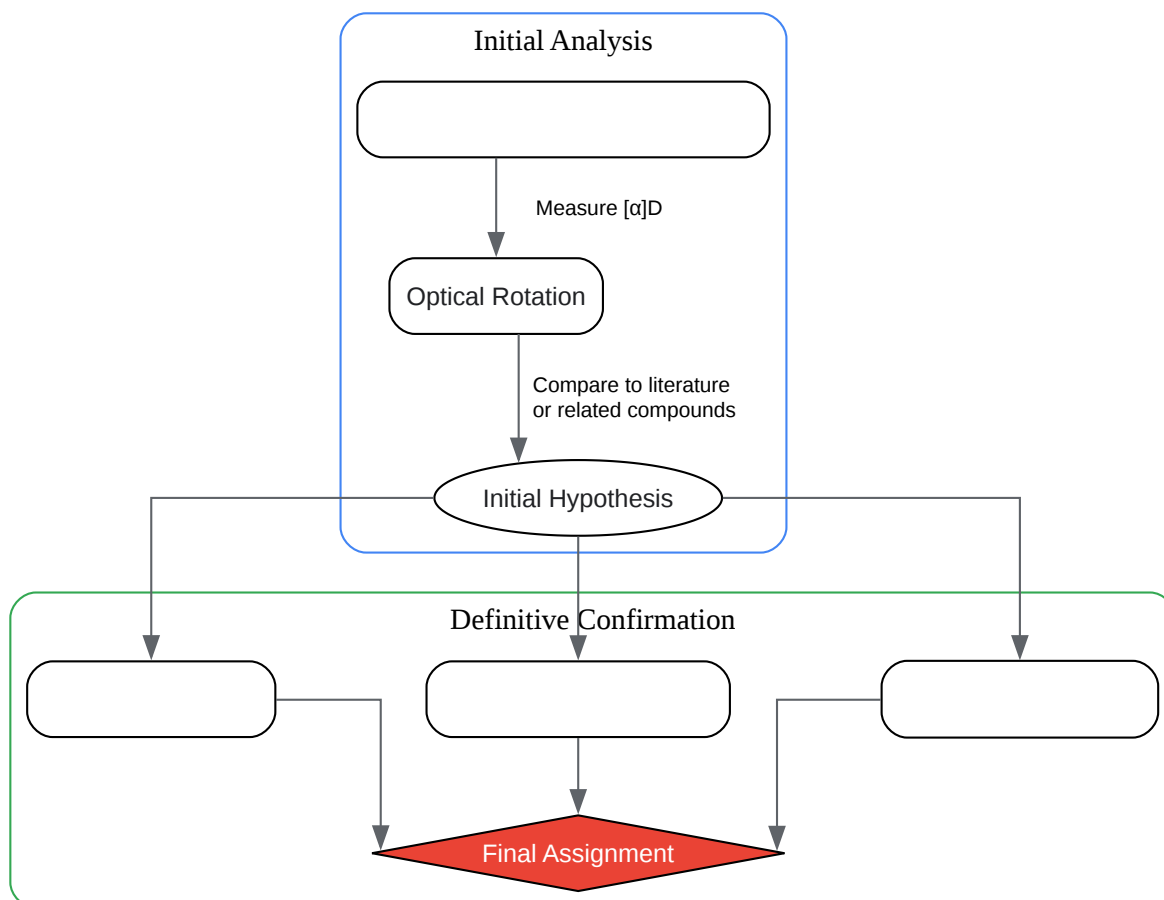 Initial Analysis
Measure [α]D
Optical Rotation
Compare to literature
or related compounds
Initial Hypothesis
Definitive Confirmation
Final Assignment